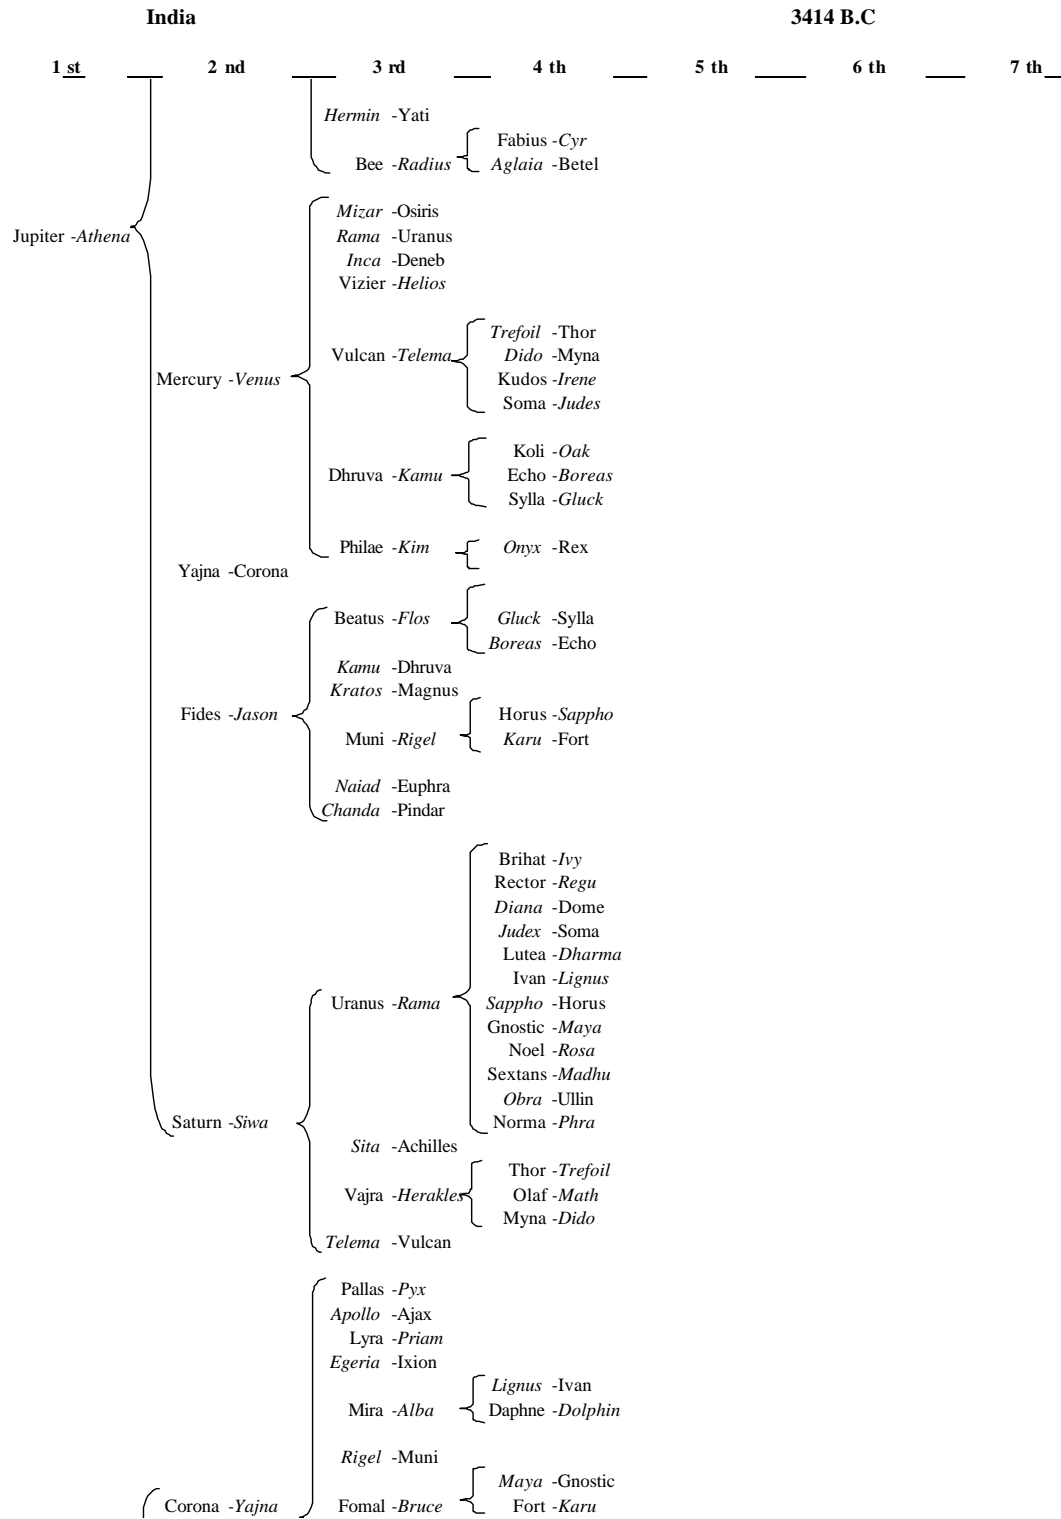 India 3414 B.C
1 st 2 nd 3 rd 4 th 5 th 6 th 7 th
Hermin -Yati
Fabius -Cyr
Bee -Radius
Aglaia -Betel
Mizar -Osiris
Jupiter -Athena
Rama -Uranus
Inca -Deneb
Vizier -Helios
Trefoil -Thor
Vulcan -Telema
Dido -Myna
Mercury -Venus
Kudos -Irene
Soma -Judes
Koli -Oak
Dhruva -Kamu
Echo -Boreas
Sylla -Gluck
Philae -Kim
Onyx -Rex
Yajna -Corona
Beatus -Flos
Gluck -Sylla
Boreas -Echo
Kamu -Dhruva
Kratos -Magnus
Fides -Jason
Horus -Sappho
Muni -Rigel
Karu -Fort
Naiad -Euphra
Chanda -Pindar
Brihat -Ivy
Rector -Regu
Diana -Dome
Judex -Soma
Lutea -Dharma
Ivan -Lignus
Uranus -Rama
Sappho -Horus
Gnostic -Maya
Noel -Rosa
Sextans -Madhu
Obra -Ullin
Saturn -Siwa
Norma -Phra
Sita -Achilles
Thor -Trefoil
Vajra -Herakles
Olaf -Math
Myna -Dido
Telema -Vulcan
Pallas -Pyx
Apollo -Ajax
Lyra -Priam
Egeria -Ixion
Lignus -Ivan
Mira -Alba
Daphne -Dolphin
Rigel -Muni
Maya -Gnostic
Corona -Yajna
Fomal -Bruce
Fort -Karu